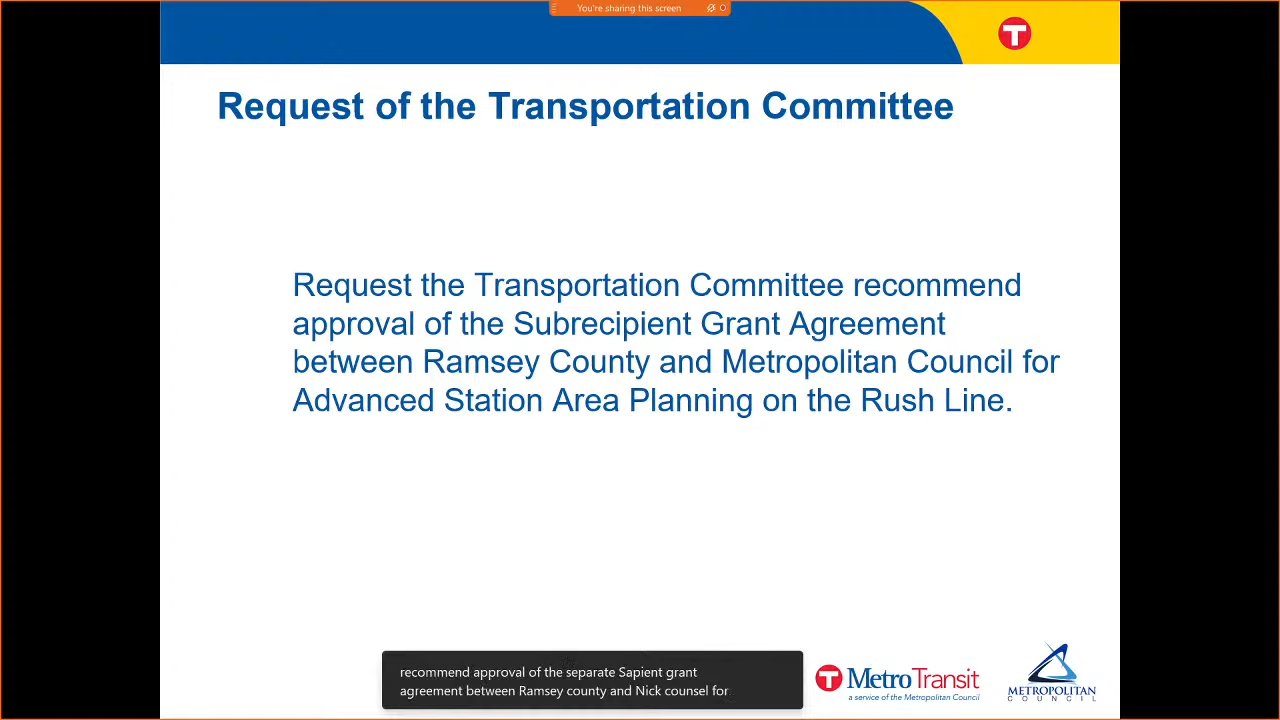 You're sharing this screen
T
Request of the Transportation Committee
Request the Transportation Committee recommend
approval of the Subrecipient Grant Agreement
between Ramsey County and Metropolitan Council for
Advanced Station Area Planning on the Rush Line.
recommend approval of the separate Sapient grant
agreement between Ramsey county and Nick counsel for
T MetroTransit
a service of the Metropolitan Council
METROPOLITAN
COUNCIL